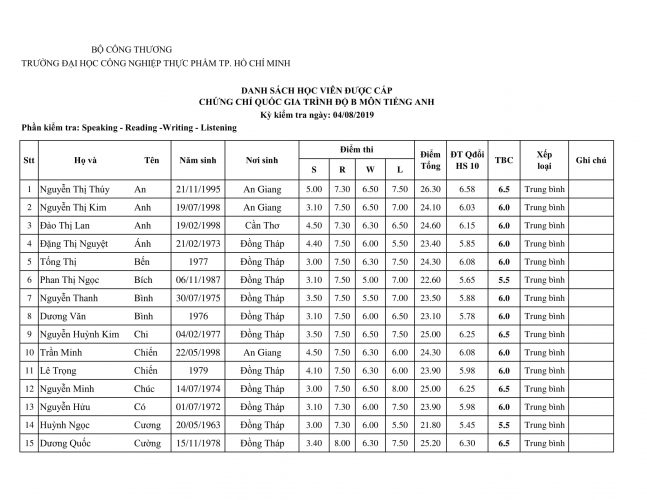 BỘ CÔNG THƯƠNG
TRƯỜNG ĐẠI HỌC CÔNG NGHIỆP THỰC PHẨM TP. HỒ CHÍ MINH
DANH SÁCH HỌC VIÊN ĐƯỢC CẤP
CHỨNG CHỈ QUỐC GIA TRÌNH ĐỘ B MÔN TIẾNG ANH
Kỳ kiểm tra ngày: 04/08/2019
Phần kiểm tra: Speaking - Reading -Writing - Listening
Stt Họ và Tên Năm sinh Nơi sinh Điểm thi Điểm Tổng ĐT Qđổi HS 10 TBC Xếp loại Ghi chú
S R W L
1 Nguyễn Thị Thúy An 21/11/1995 An Giang 5.00 7.30 6.50 7.50 26.30 6.58 6.5 Trung bình
2 Nguyễn Thị Kim Anh 19/07/1998 An Giang 3.10 7.50 6.50 7.00 24.10 6.03 6.0 Trung bình
3 Đào Thị Lan Anh 19/02/1998 Cần Thơ 4.50 7.30 6.30 6.50 24.60 6.15 6.0 Trung bình
4 Đặng Thị Nguyệt Ánh 21/02/1973 Đồng Tháp 4.40 7.50 6.00 5.50 23.40 5.85 6.0 Trung bình
5 Tống Thị Bến 1977 Đồng Tháp 3.00 7.50 6.30 7.50 24.30 6.08 6.0 Trung bình
6 Phan Thị Ngọc Bích 06/11/1987 Đồng Tháp 3.10 7.50 5.00 7.00 22.60 5.65 5.5 Trung bình
7 Nguyễn Thanh Bình 30/07/1975 Đồng Tháp 3.50 7.50 5.50 7.00 23.50 5.88 6.0 Trung bình
8 Dương Văn Bình 1976 Đồng Tháp 3.10 7.50 6.00 6.50 23.10 5.78 6.0 Trung bình
9 Nguyễn Huỳnh Kim Chi 04/02/1977 Đồng Tháp 3.50 7.50 6.50 7.50 25.00 6.25 6.5 Trung bình
10 Trần Minh Chiến 22/05/1998 An Giang 4.50 7.50 6.30 6.00 24.30 6.08 6.0 Trung bình
11 Lê Trọng Chiến 1979 Đồng Tháp 4.10 7.50 6.30 6.00 23.90 5.98 6.0 Trung bình
12 Nguyễn Minh Chúc 14/07/1974 Đồng Tháp 3.00 7.50 6.50 8.00 25.00 6.25 6.5 Trung bình
13 Nguyễn Hữu Có 01/07/1972 Đồng Tháp 3.10 7.30 6.00 7.50 23.90 5.98 6.0 Trung bình
14 Huỳnh Ngọc Cương 20/05/1963 Đồng Tháp 3.00 7.30 6.00 5.50 21.80 5.45 5.5 Trung bình
15 Dương Quốc Cường 15/11/1978 Đồng Tháp 3.40 8.00 6.30 7.50 25.20 6.30 6.5 Trung bình